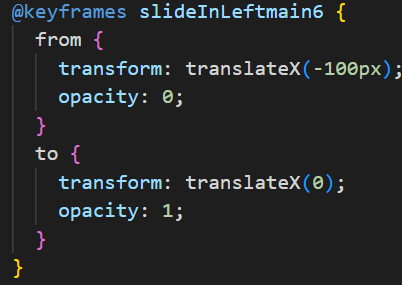 @keyframes slideInLeftmain6 {
  from {
    transform: translateX(-100px);
    opacity: 0;
  }
  to {
    transform: translateX(0);
    opacity: 1;
  }
}